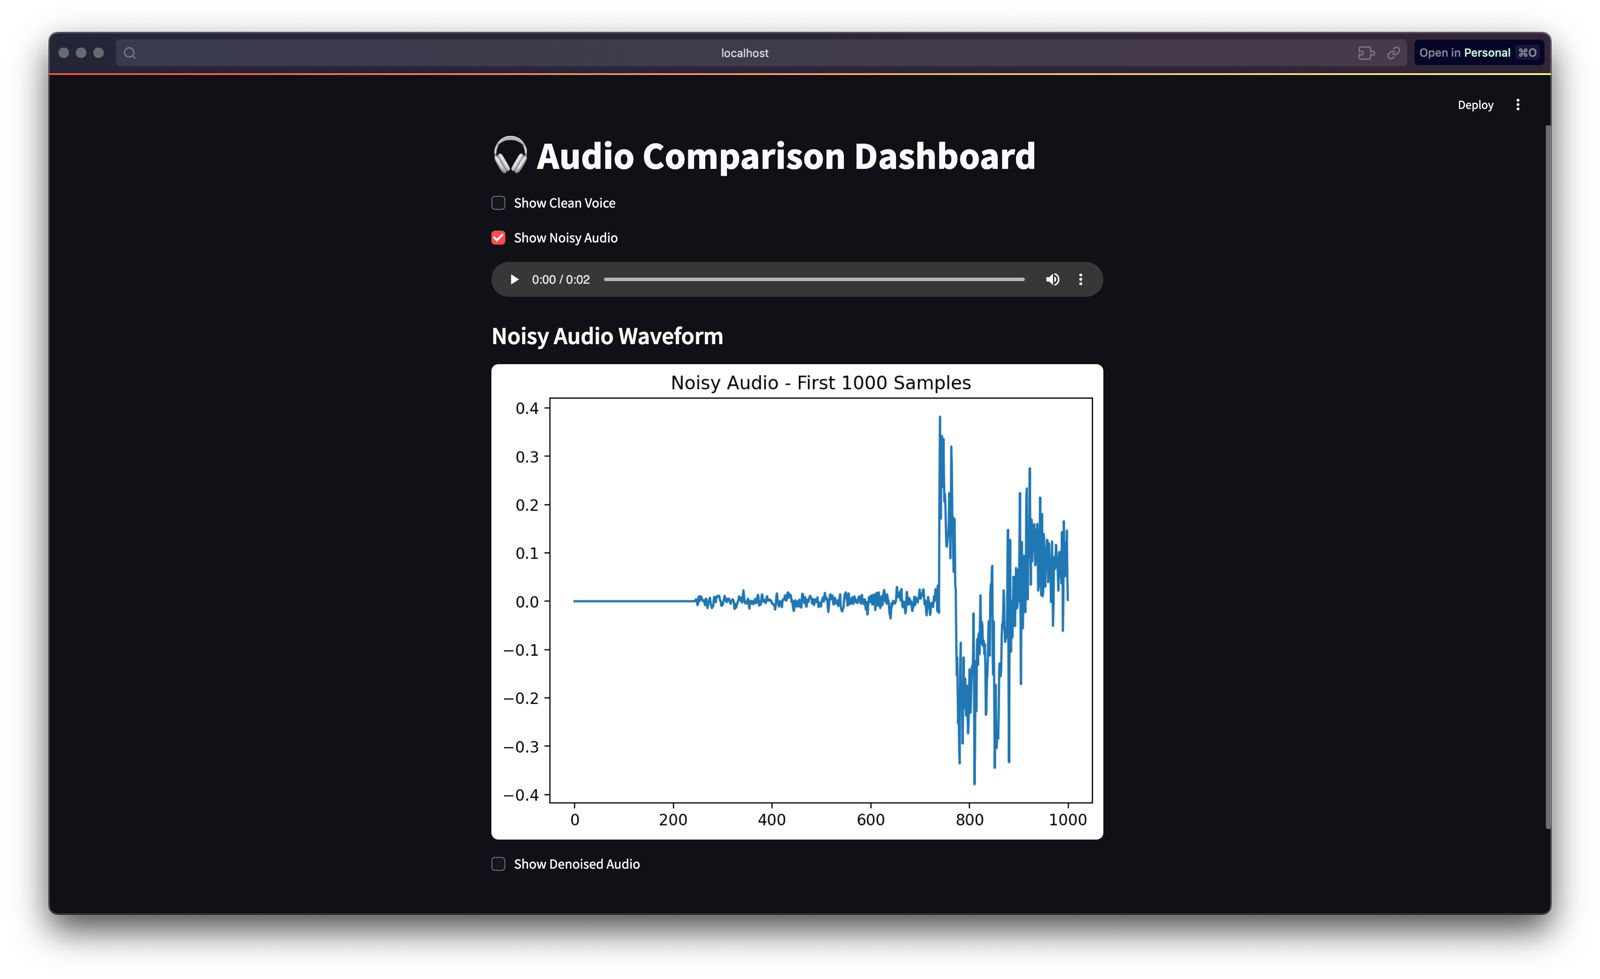 localhost
Open in Personal ⌘O
Deploy
🎧 Audio Comparison Dashboard
Show Clean Voice
Show Noisy Audio
0:00 / 0:02
Noisy Audio Waveform
Noisy Audio - First 1000 Samples
0.4
0.3
0.2
0.1
0.0
−0.1
−0.2
−0.3
−0.4
0 200 400 600 800 1000
Show Denoised Audio